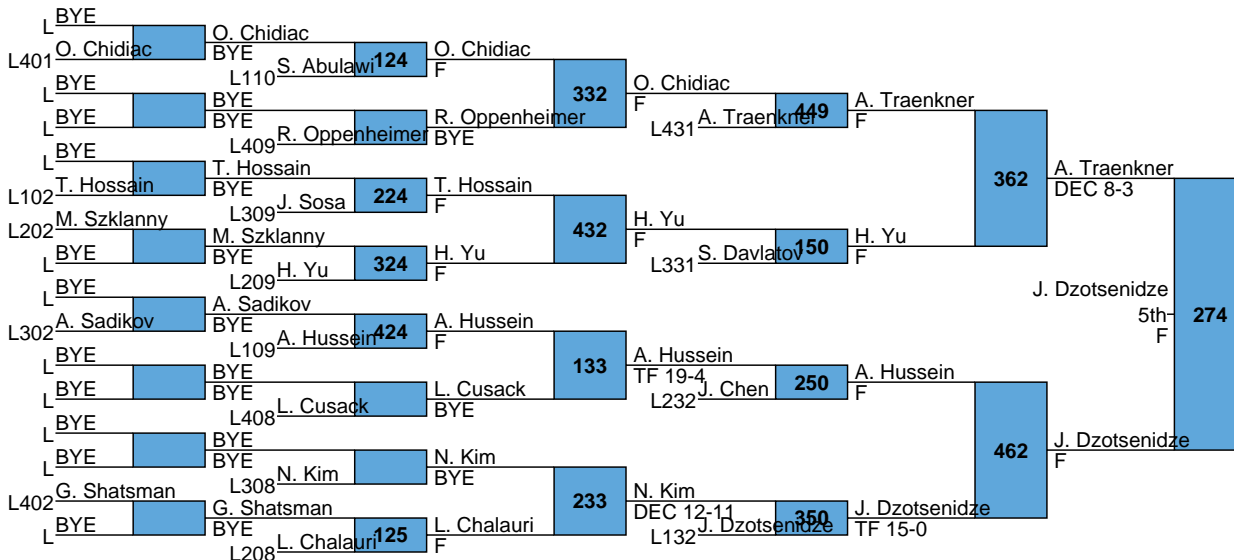 BYE
L
O. Chidiac
L401
O. Chidiac
BYE
S. Abulawi
L110
124
O. Chidiac
F
BYE
L
BYE
L
BYE
BYE
R. Oppenheimer
L409
R. Oppenheimer
BYE
332
O. Chidiac
F
A. Traenkner
L431
449
A. Traenkner
F
BYE
L
T. Hossain
L102
T. Hossain
BYE
J. Sosa
L309
224
T. Hossain
F
M. Szklanny
L202
BYE
L
M. Szklanny
BYE
H. Yu
L209
324
H. Yu
F
432
H. Yu
F
S. Davlatov
L331
150
H. Yu
F
362
A. Traenkner
DEC 8-3
BYE
L
A. Sadikov
L302
A. Sadikov
BYE
A. Hussein
L109
424
A. Hussein
F
BYE
L
BYE
L
BYE
BYE
L. Cusack
L408
L. Cusack
BYE
133
A. Hussein
TF 19-4
J. Chen
L232
250
A. Hussein
F
BYE
L
BYE
L
BYE
BYE
N. Kim
L308
N. Kim
BYE
G. Shatsman
L402
BYE
L
G. Shatsman
BYE
L. Chalauri
L208
125
L. Chalauri
F
233
N. Kim
DEC 12-11
J. Dzotsenidze
L132
350
J. Dzotsenidze
TF 15-0
462
J. Dzotsenidze
F
J. Dzotsenidze
5th
F
274